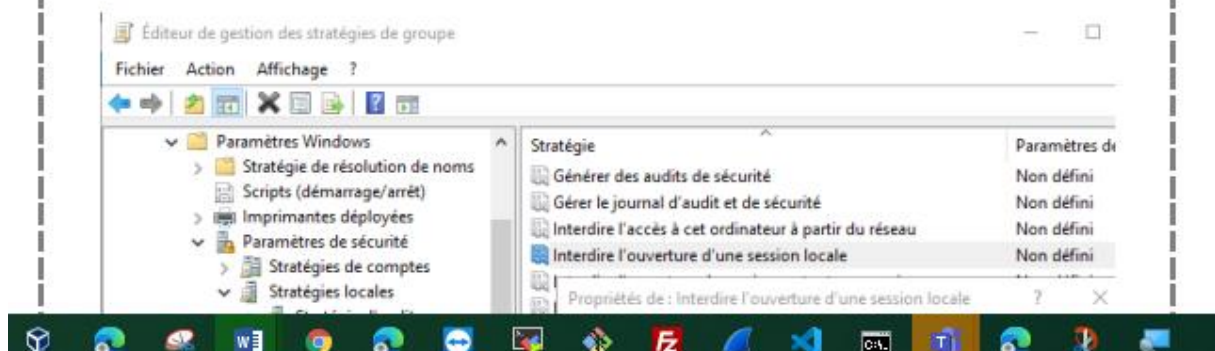 Éditeur de gestion des stratégies de groupe
Fichier Action Affichage ?
Paramètres Windows
Stratégie de résolution de noms
Scripts (démarrage/arrêt)
Imprimantes déployées
Paramètres de sécurité
Stratégies de comptes
Stratégies locales
Stratégie Paramètres de
Générer des audits de sécurité Non défini
Gérer le journal d'audit et de sécurité Non défini
Interdire l'accès à cet ordinateur à partir du réseau Non défini
Interdire l'ouverture d'une session locale Non défini
Propriétés de : Interdire l'ouverture d'une session locale ? ×